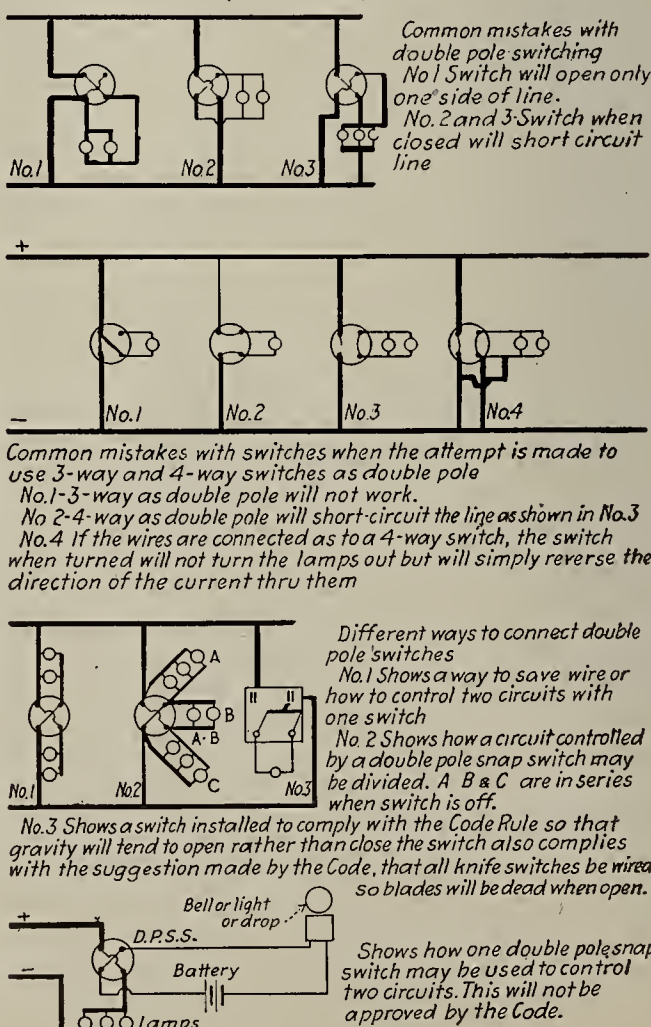 Common mistakes with
double pole switching
No 1 Switch will open only
one side of line.
No. 2 and 3-Switch when
closed will short circuit
line
No.1
No.2
No.3
+
−
No.1
No.2
No.3
No.4
Common mistakes with switches when the attempt is made to
use 3-way and 4-way switches as double pole
No.1-3-way as double pole will not work.
No 2-4-way as double pole will short-circuit the line as shown in No.3
No.4 If the wires are connected as to a 4-way switch, the switch
when turned will not turn the lamps out but will simply reverse the
direction of the current thru them
A
B
A-B
C
No.1
No.2
No.3
Different ways to connect double
pole switches
No.1 Shows a way to save wire or
how to control two circuits with
one switch
No. 2 Shows how a circuit controlled
by a double pole snap switch may
be divided. A B & C are in series
when switch is off.
No.3 Shows a switch installed to comply with the Code Rule so that
gravity will tend to open rather than close the switch also complies
with the suggestion made by the Code, that all knife switches be wired
so blades will be dead when open.
Bell or light
or drop
+
D.P.S.S.
−
Battery
lamps
Shows how one double pole snap
switch may be used to control
two circuits. This will not be
approved by the Code.